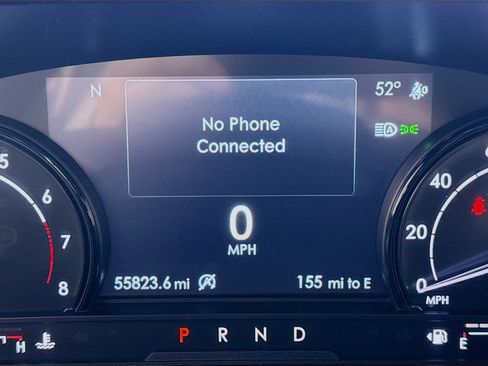 N
52°
No Phone
Connected
A
5
6
7
8
6
40
20
0
MPH
0
MPH
55823.6 mi
A
155 mi to E
H
P R N D
E